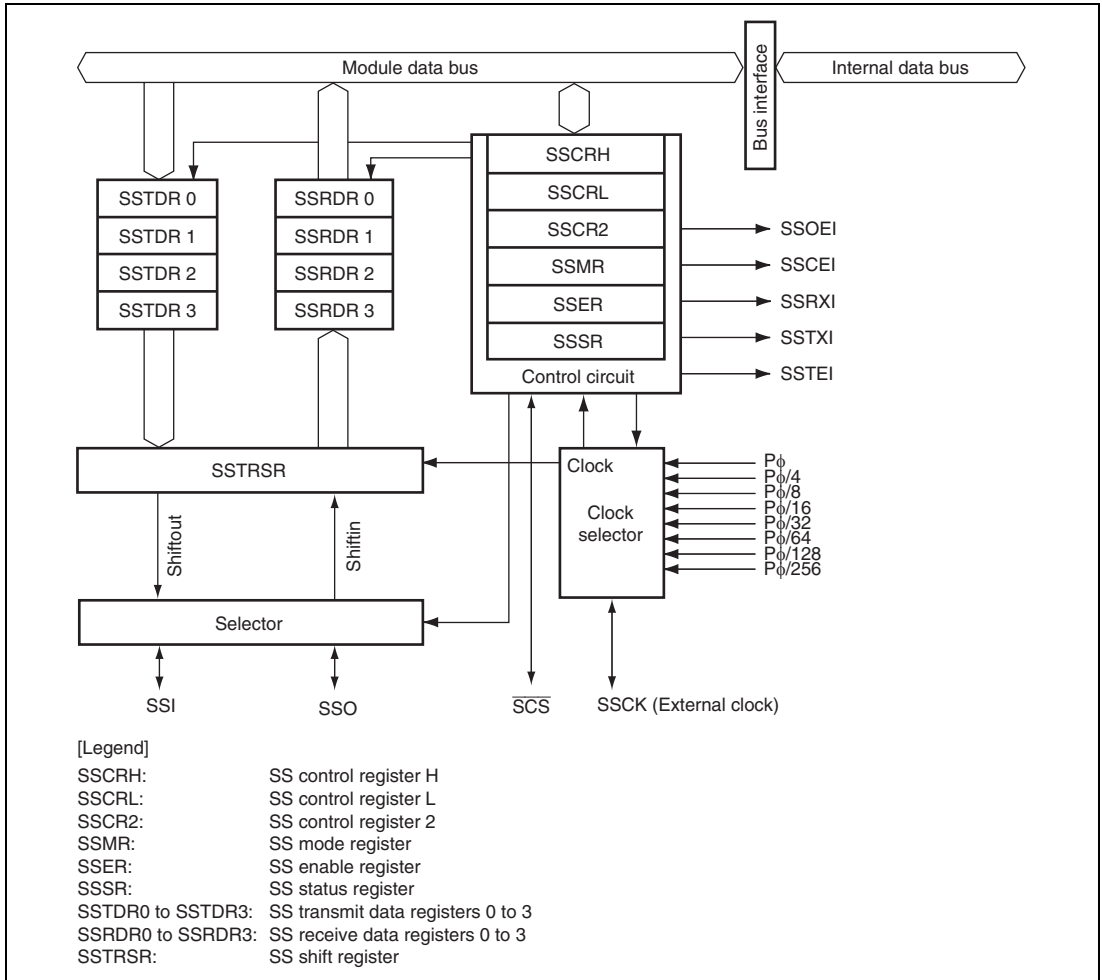 Module data bus
Bus interface
Internal data bus
SSTDR 0
SSTDR 1
SSTDR 2
SSTDR 3
SSRDR 0
SSRDR 1
SSRDR 2
SSRDR 3
SSCRH
SSCRL
SSCR2
SSMR
SSER
SSSR
Control circuit
SSOEI
SSCEI
SSRXI
SSTXI
SSTEI
SSTRSR
Clock
Clock
selector
Pϕ
Pϕ/4
Pϕ/8
Pϕ/16
Pϕ/32
Pϕ/64
Pϕ/128
Pϕ/256
Shiftout
Shiftin
Selector
SSI
SSO
SCS
SSCK (External clock)
[Legend]
SSCRH: SS control register H
SSCRL: SS control register L
SSCR2: SS control register 2
SSMR: SS mode register
SSER: SS enable register
SSSR: SS status register
SSTDR0 to SSTDR3: SS transmit data registers 0 to 3
SSRDR0 to SSRDR3: SS receive data registers 0 to 3
SSTRSR: SS shift register